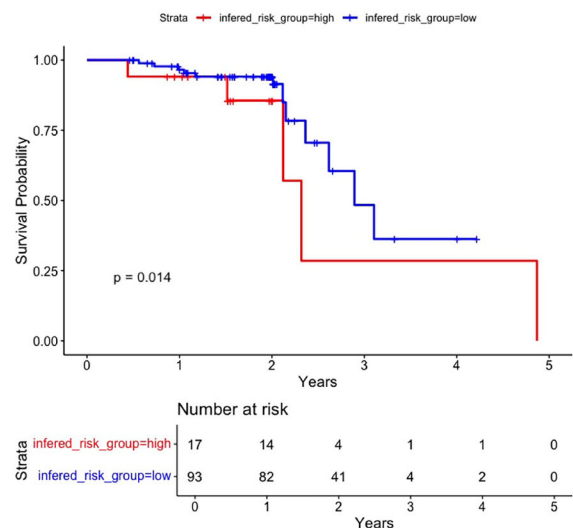 Strata infered_risk_group=high infered_risk_group=low
1.00
0.75
0.50
0.25
0.00
Survival Probability
p = 0.014
0 1 2 3 4 5
Years
Number at risk
Strata
infered_risk_group=high 17 14 4 1 1 0
infered_risk_group=low 93 82 41 4 2 0
0 1 2 3 4 5
Years